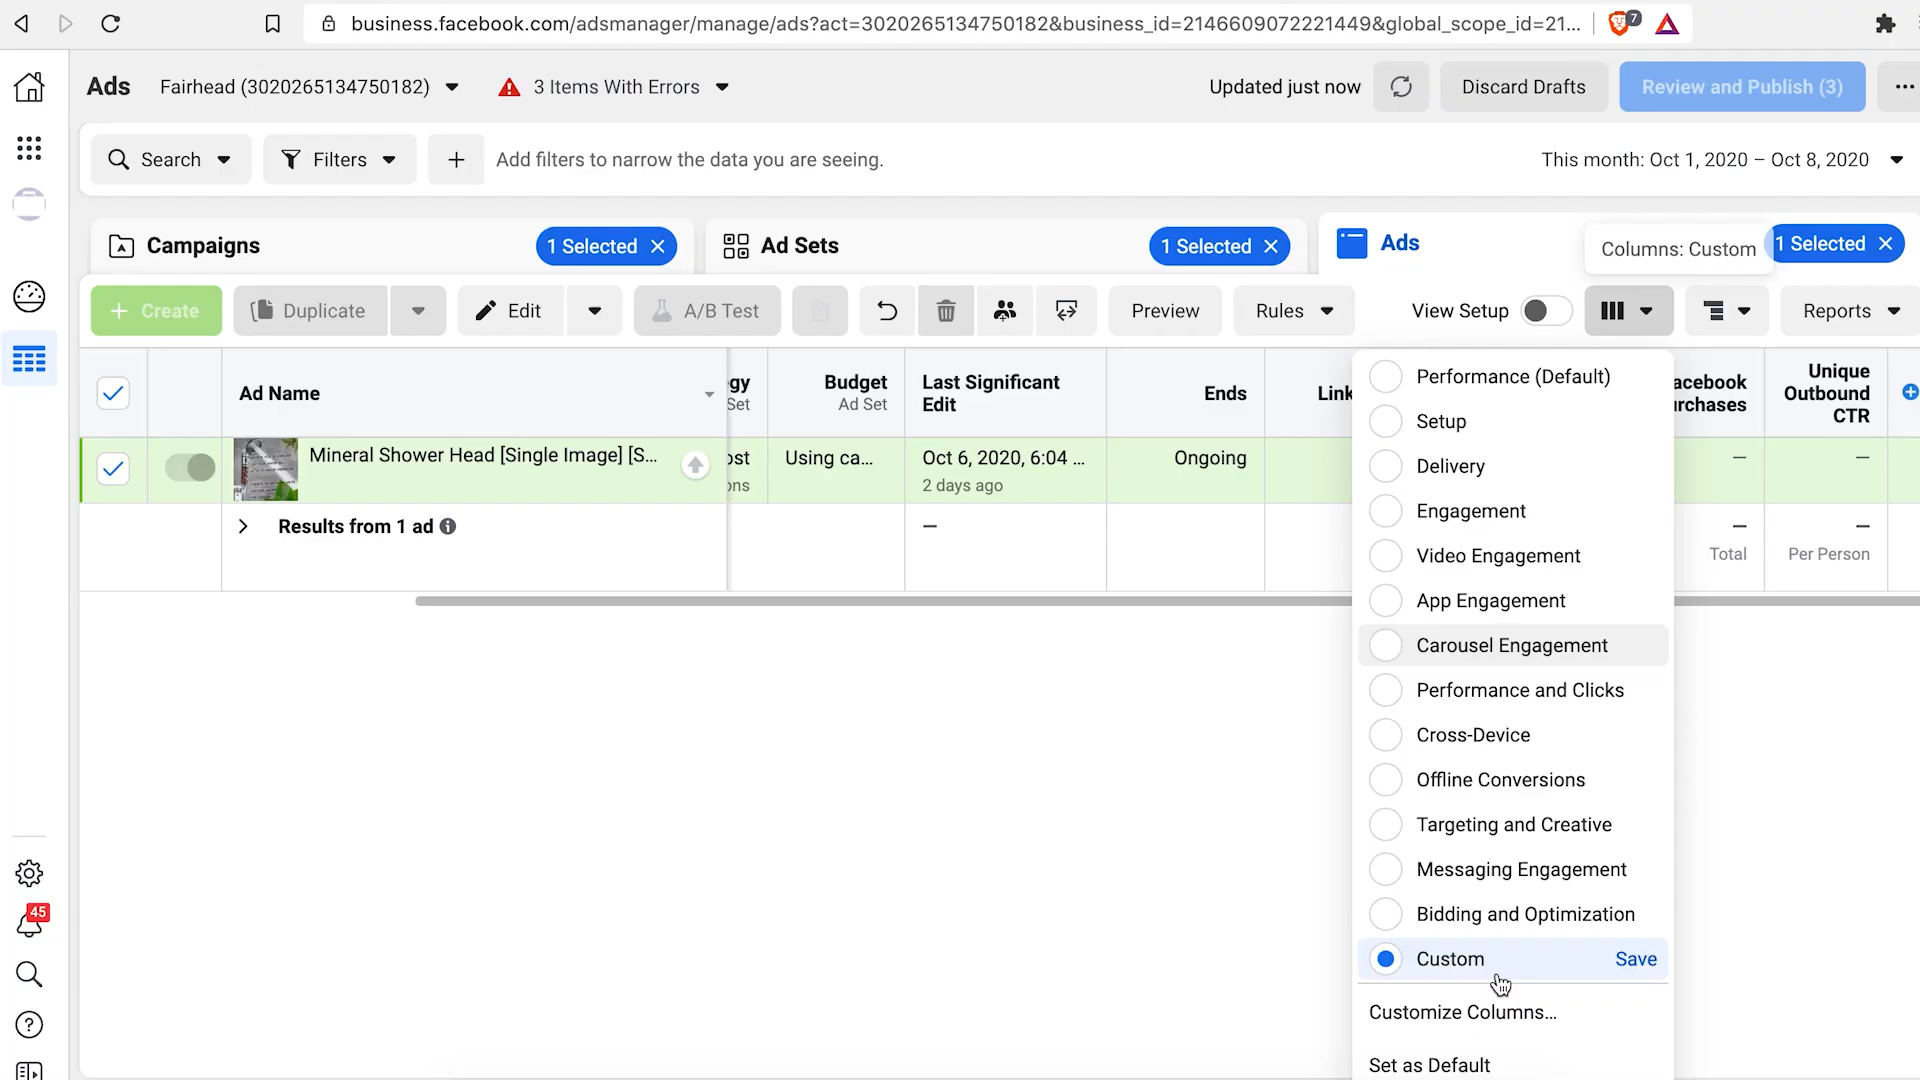 business.facebook.com/adsmanager/manage/ads?act=3020265134750182&business_id=2146609072221449&global_scope_id=21...
7
Ads
Fairhead (3020265134750182)
3 Items With Errors
Updated just now
Discard Drafts
Review and Publish (3)
Search
Filters
Add filters to narrow the data you are seeing.
This month: Oct 1, 2020 – Oct 8, 2020
Campaigns
1 Selected
Ad Sets
1 Selected
Ads
Columns: Custom
1 Selected
+ Create
Duplicate
Edit
A/B Test
Preview
Rules
View Setup
Reports
Ad Name
gy
Set
Budget
Ad Set
Last Significant
Edit
Ends
Link
acebook
rchases
Unique
Outbound
CTR
Mineral Shower Head [Single Image] [S...
ost
ons
Using ca...
Oct 6, 2020, 6:04 ...
2 days ago
Ongoing
—
—
Results from 1 ad
—
—
Total
—
Per Person
Performance (Default)
Setup
Delivery
Engagement
Video Engagement
App Engagement
Carousel Engagement
Performance and Clicks
Cross-Device
Offline Conversions
Targeting and Creative
Messaging Engagement
Bidding and Optimization
Custom
Save
Customize Columns...
Set as Default
45